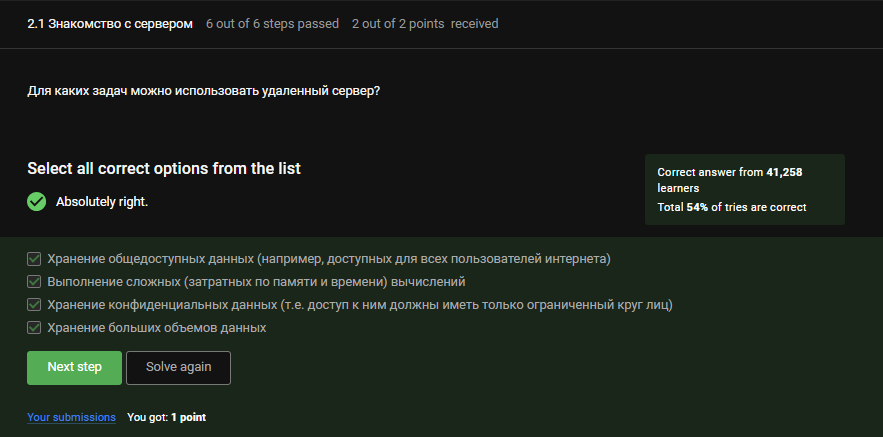 2.1 Знакомство с сервером 6 out of 6 steps passed 2 out of 2 points received
Для каких задач можно использовать удаленный сервер?
Select all correct options from the list
Absolutely right.
Correct answer from 41,258
learners
Total 54% of tries are correct
Хранение общедоступных данных (например, доступных для всех пользователей интернета)
Выполнение сложных (затратных по памяти и времени) вычислений
Хранение конфиденциальных данных (т.е. доступ к ним должны иметь только ограниченный круг лиц)
Хранение больших объемов данных
Next step Solve again
Your submissions You got: 1 point